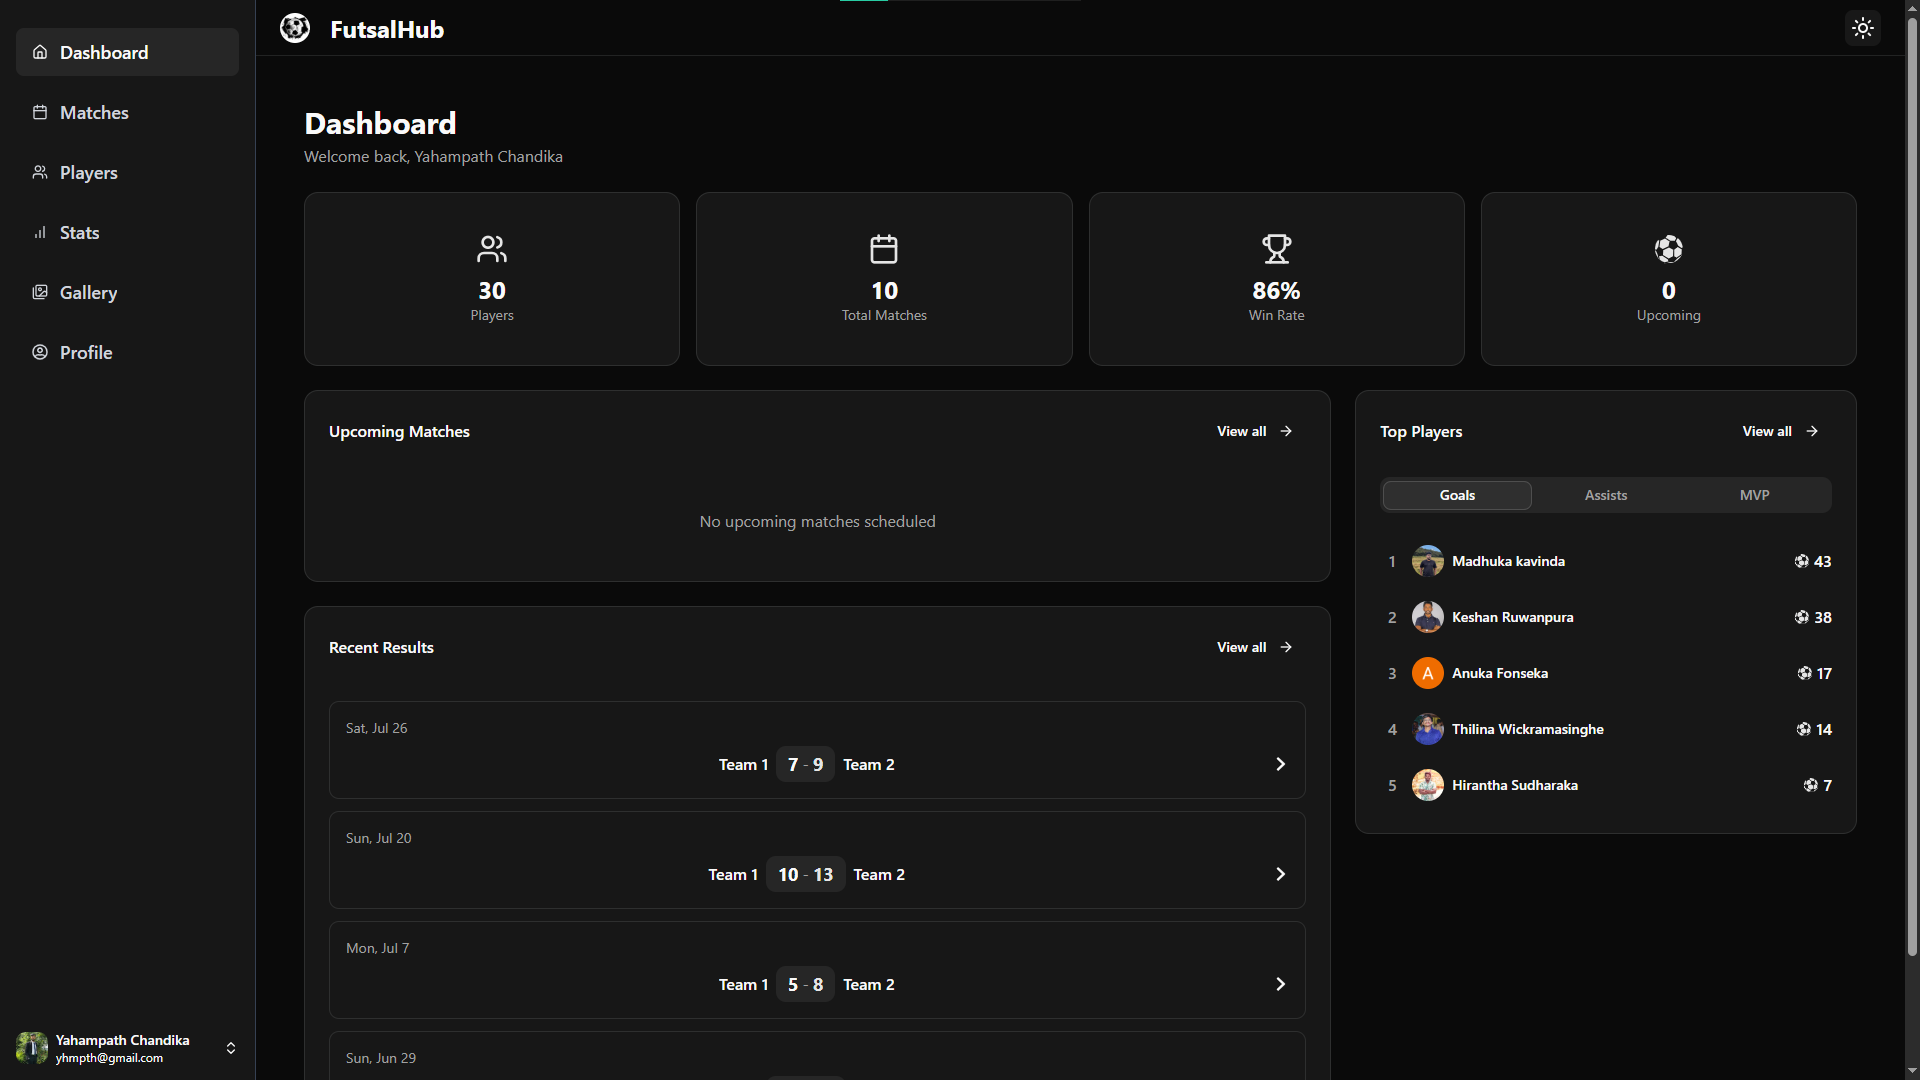 Dashboard
Matches
Players
Stats
Gallery
Profile
Yahampath Chandika
yhmpth@gmail.com
FutsalHub
Dashboard
Welcome back, Yahampath Chandika
30
Players
10
Total Matches
86%
Win Rate
0
Upcoming
Upcoming Matches
View all
No upcoming matches scheduled
Recent Results
View all
Sat, Jul 26
Team 1 7 - 9 Team 2
Sun, Jul 20
Team 1 10 - 13 Team 2
Mon, Jul 7
Team 1 5 - 8 Team 2
Sun, Jun 29
Top Players
View all
Goals Assists MVP
1 Madhuka kavinda 43
2 Keshan Ruwanpura 38
3 A Anuka Fonseka 17
4 Thilina Wickramasinghe 14
5 Hirantha Sudharaka 7